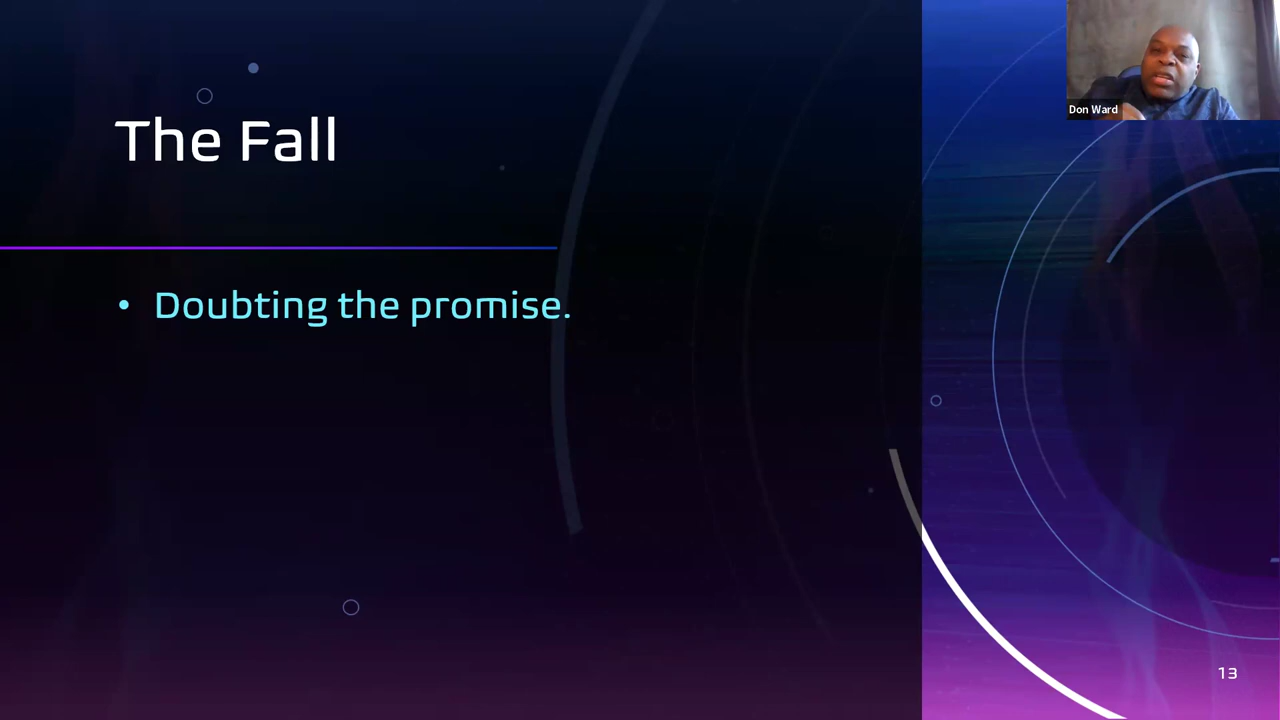 Don Ward
The Fall
• Doubting the promise.
13